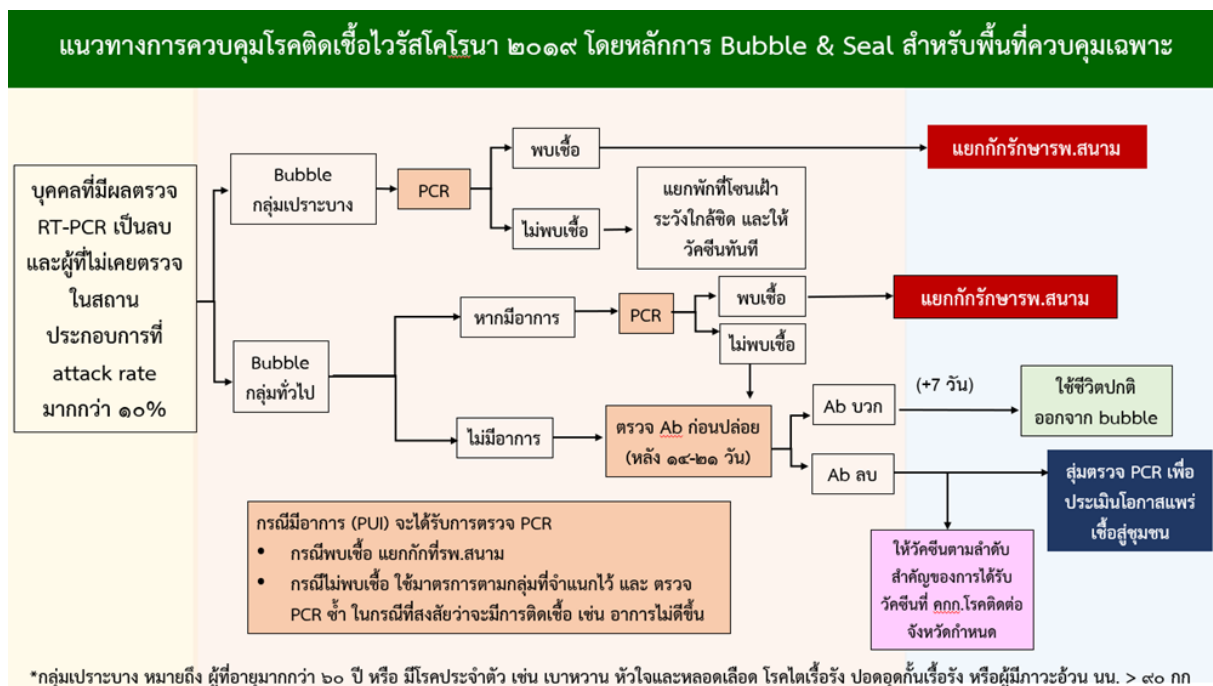 แนวทางการควบคุมโรคติดเชื้อไวรัสโคโรนา ๒๐๑๙ โดยหลักการ Bubble & Seal สำหรับพื้นที่ควบคุมเฉพาะ
บุคคลที่มีผลตรวจ
RT-PCR เป็นลบ
และผู้ที่ไม่เคยตรวจ
ในสถาน
ประกอบการที่
attack rate
มากกว่า ๑๐%
Bubble
กลุ่มเปราะบาง
PCR
พบเชื้อ
แยกกักรักษารพ.สนาม
ไม่พบเชื้อ
แยกพักที่โซนเฝ้า
ระวังใกล้ชิด และให้
วัคซีนทันที
Bubble
กลุ่มทั่วไป
หากมีอาการ
PCR
พบเชื้อ
แยกกักรักษารพ.สนาม
ไม่พบเชื้อ
ไม่มีอาการ
ตรวจ Ab ก่อนปล่อย
(หลัง ๑๔-๒๑ วัน)
Ab บวก
(+๗ วัน)
ใช้ชีวิตปกติ
ออกจาก bubble
Ab ลบ
สุ่มตรวจ PCR เพื่อ
ประเมินโอกาสแพร่
เชื้อสู่ชุมชน
ให้วัคซีนตามลำดับ
สำคัญของการได้รับ
วัคซีนที่ คกก.โรคติดต่อ
จังหวัดกำหนด
กรณีมีอาการ (PUI) จะได้รับการตรวจ PCR
• กรณีพบเชื้อ แยกกักที่รพ.สนาม
• กรณีไม่พบเชื้อ ใช้มาตรการตามกลุ่มที่จำแนกไว้ และ ตรวจ
PCR ซ้ำ ในกรณีที่สงสัยว่าจะมีการติดเชื้อ เช่น อาการไม่ดีขึ้น
*กลุ่มเปราะบาง หมายถึง ผู้ที่อายุมากกว่า ๖๐ ปี หรือ มีโรคประจำตัว เช่น เบาหวาน หัวใจและหลอดเลือด โรคไตเรื้อรัง ปอดอุดกั้นเรื้อรัง หรือผู้มีภาวะอ้วน นน. > ๙๐ กก